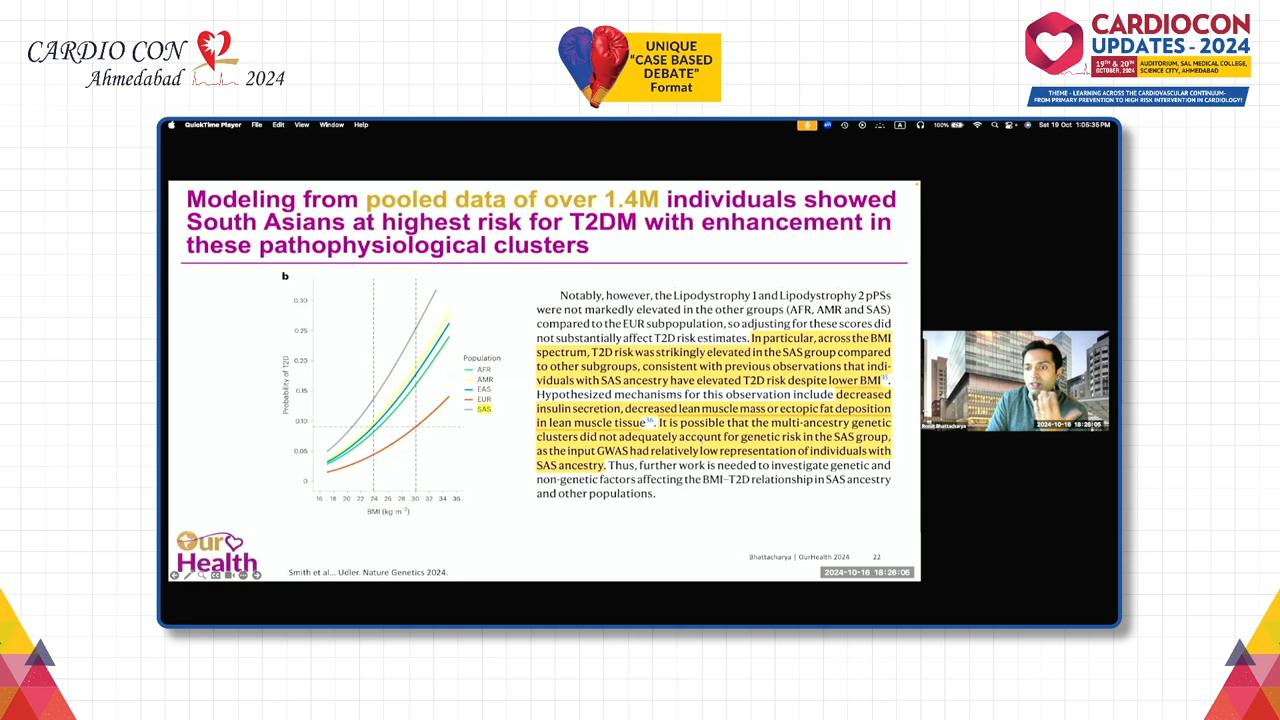 CARDIO CON
Ahmedabad 2024
UNIQUE
"CASE BASED
DEBATE"
Format
CARDIOCON
UPDATES - 2024
19TH & 20TH
OCTOBER, 2024
AUDITORIUM, SAL MEDICAL COLLEGE,
SCIENCE CITY, AHMEDABAD
THEME - LEARNING ACROSS THE CARDIOVASCULAR CONTINUUM-
FROM PRIMARY PREVENTION TO HIGH RISK INTERVENTION IN CARDIOLOGY!
QuickTime Player File Edit View Window Help
A 100% Sat 19 Oct 1:05:35 PM
Modeling from pooled data of over 1.4M individuals showed
South Asians at highest risk for T2DM with enhancement in
these pathophysiological clusters
b
Probability of T2D
0.30
0.25
0.20
0.15
0.10
0.05
0
16 18 20 22 24 26 28 30 32 34 36
BMI (kg m⁻²)
Population
AFR
AMR
EAS
EUR
SAS
Notably, however, the Lipodystrophy 1 and Lipodystrophy 2 pPSs
were not markedly elevated in the other groups (AFR, AMR and SAS)
compared to the EUR subpopulation, so adjusting for these scores did
not substantially affect T2D risk estimates. In particular, across the BMI
spectrum, T2D risk was strikingly elevated in the SAS group compared
to other subgroups, consistent with previous observations that indi-
viduals with SAS ancestry have elevated T2D risk despite lower BMI³⁵.
Hypothesized mechanisms for this observation include decreased
insulin secretion, decreased lean muscle mass or ectopic fat deposition
in lean muscle tissue³⁶. It is possible that the multi-ancestry genetic
clusters did not adequately account for genetic risk in the SAS group,
as the input GWAS had relatively low representation of individuals with
SAS ancestry. Thus, further work is needed to investigate genetic and
non-genetic factors affecting the BMI–T2D relationship in SAS ancestry
and other populations.
Our
Health
Smith et al... Udler. Nature Genetics 2024.
Bhattacharya | OurHealth 2024 22
2024-10-16 18:26:05
Romit Bhattacharya
2024-10-16 18:26:05